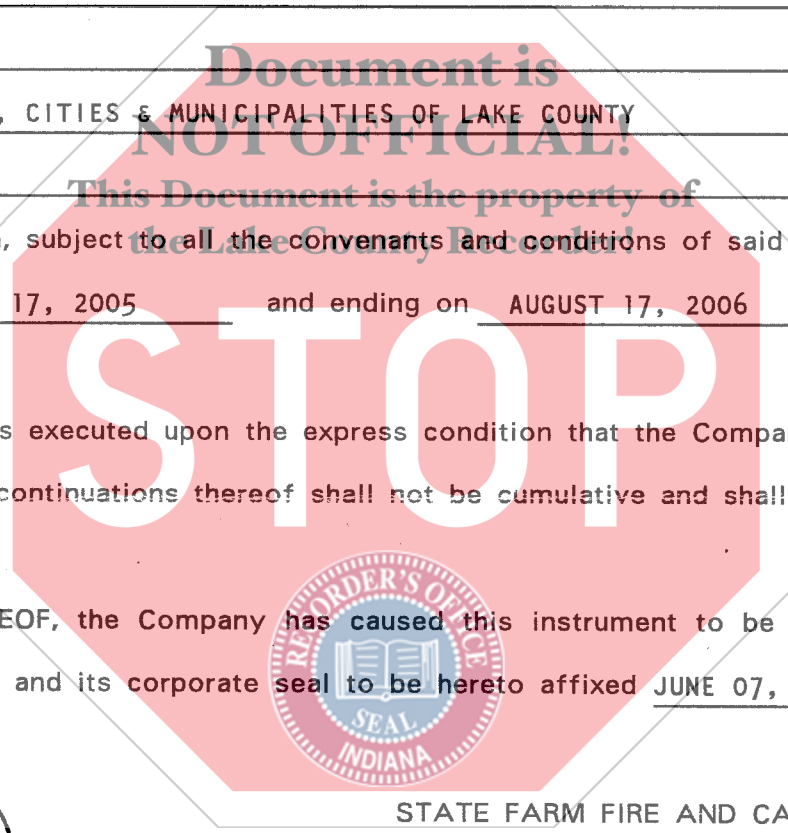 Document is
, CITIES & MUNICIPALITIES OF LAKE COUNTY
NOT OFFICIAL!
This Document is the property of
the Lake County Recorder!
, subject to all the convenants and conditions of said
17, 2005 and ending on AUGUST 17, 2006
STOP
s executed upon the express condition that the Compa
continuations thereof shall not be cumulative and shall
EOF, the Company has caused this instrument to be
and its corporate seal to be hereto affixed JUNE 07,
RECORDER'S OFFICE
SEAL
INDIANA
STATE FARM FIRE AND CA